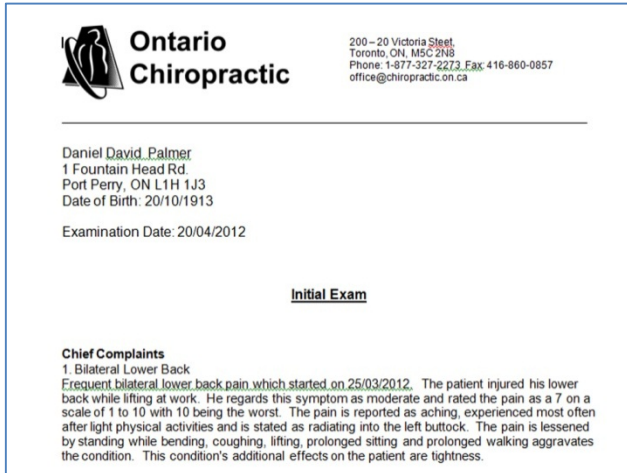 Ontario
Chiropractic
200 – 20 Victoria Steet,
Toronto, ON, M5C 2N8
Phone: 1-877-327-2273 Fax: 416-860-0857
office@chiropractic.on.ca
Daniel David Palmer
1 Fountain Head Rd.
Port Perry, ON L1H 1J3
Date of Birth: 20/10/1913
Examination Date: 20/04/2012
Initial Exam
Chief Complaints
1. Bilateral Lower Back
Frequent bilateral lower back pain which started on 25/03/2012. The patient injured his lower
back while lifting at work. He regards this symptom as moderate and rated the pain as a 7 on a
scale of 1 to 10 with 10 being the worst. The pain is reported as aching, experienced most often
after light physical activities and is stated as radiating into the left buttock. The pain is lessened
by standing while bending, coughing, lifting, prolonged sitting and prolonged walking aggravates
the condition. This condition's additional effects on the patient are tightness.